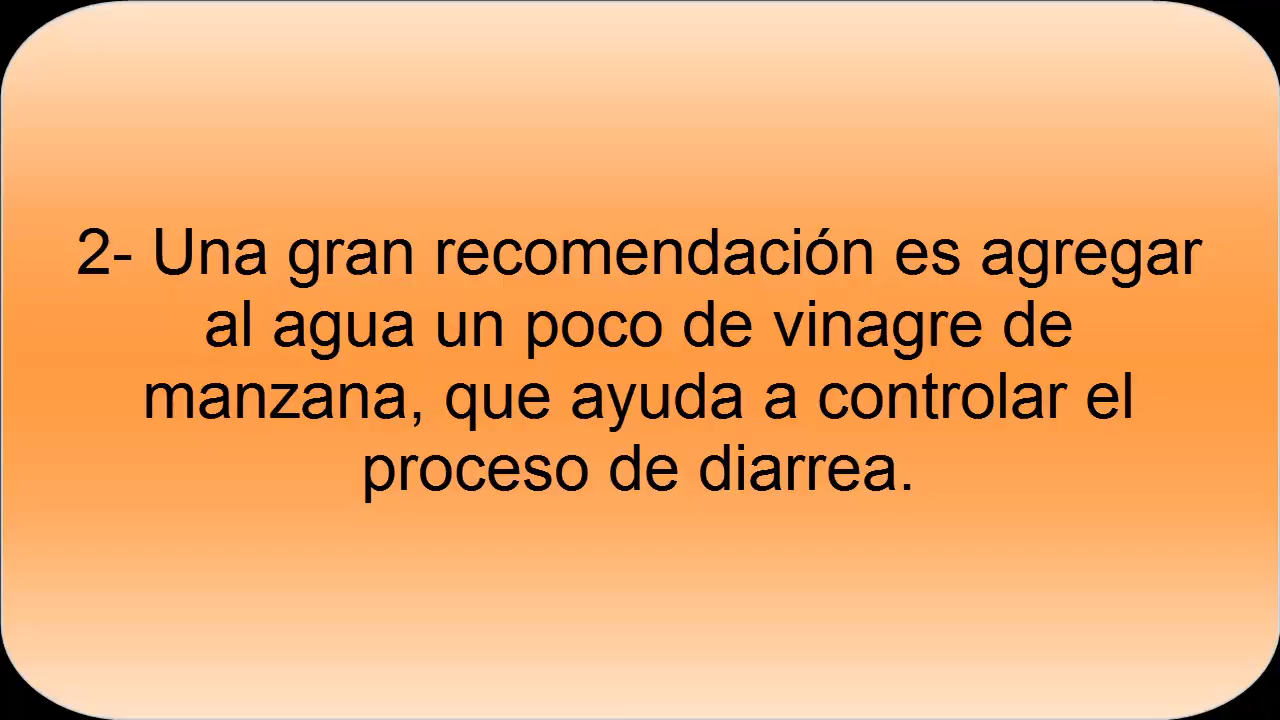 2- Una gran recomendación es agregar
al agua un poco de vinagre de
manzana, que ayuda a controlar el
proceso de diarrea.